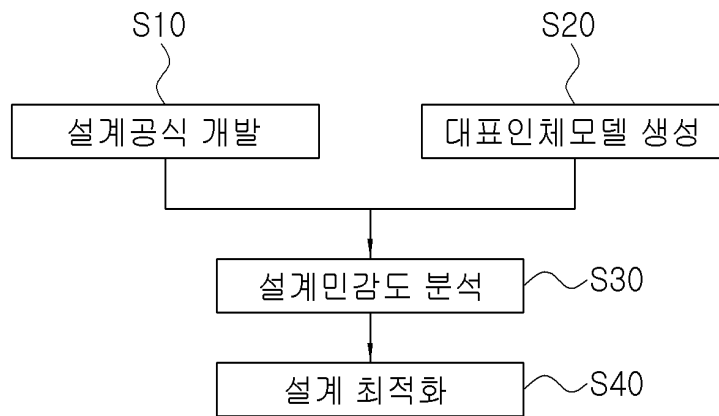 S10
S20
설계공식 개발
대표인체모델 생성
설계민감도 분석
S30
설계 최적화
S40